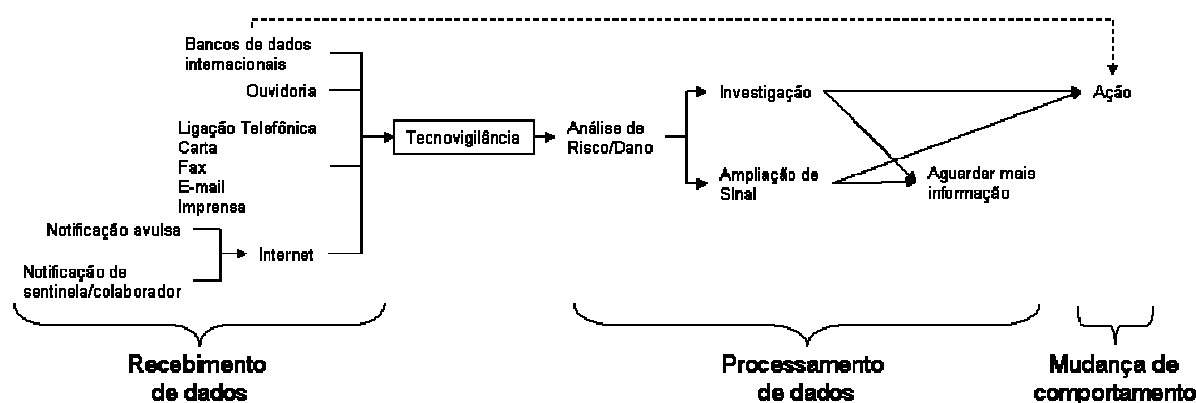 Bancos de dados
internacionais
Ouvidoria
Ligação Telefônica
Carta
Fax
E-mail
Imprensa
Notificação avulsa
Internet
Notificação de
sentinela/colaborador
Tecnovigilância
Análise de
Risco/Dano
Investigação
Ampliação de
Sinal
Ação
Aguardar mais
informação
Recebimento
de dados
Processamento
de dados
Mudança de
comportamento